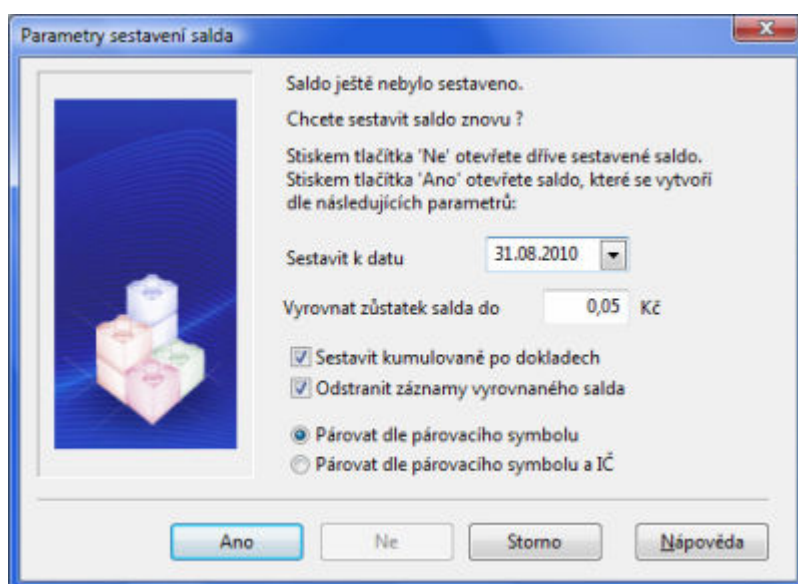 Parametry sestavení salda
Saldo ještě nebylo sestaveno.
Chcete sestavit saldo znovu ?
Stiskem tlačítka 'Ne' otevřete dříve sestavené saldo.
Stiskem tlačítka 'Ano' otevřete saldo, které se vytvoří
dle následujících parametrů:
Sestavit k datu 31.08.2010
Vyrovnat zůstatek salda do 0,05 Kč
Sestavit kumulovaně po dokladech
Odstranit záznamy vyrovnaného salda
Párovat dle párovacího symbolu
Párovat dle párovacího symbolu a IČ
Ano Ne Storno Nápověda